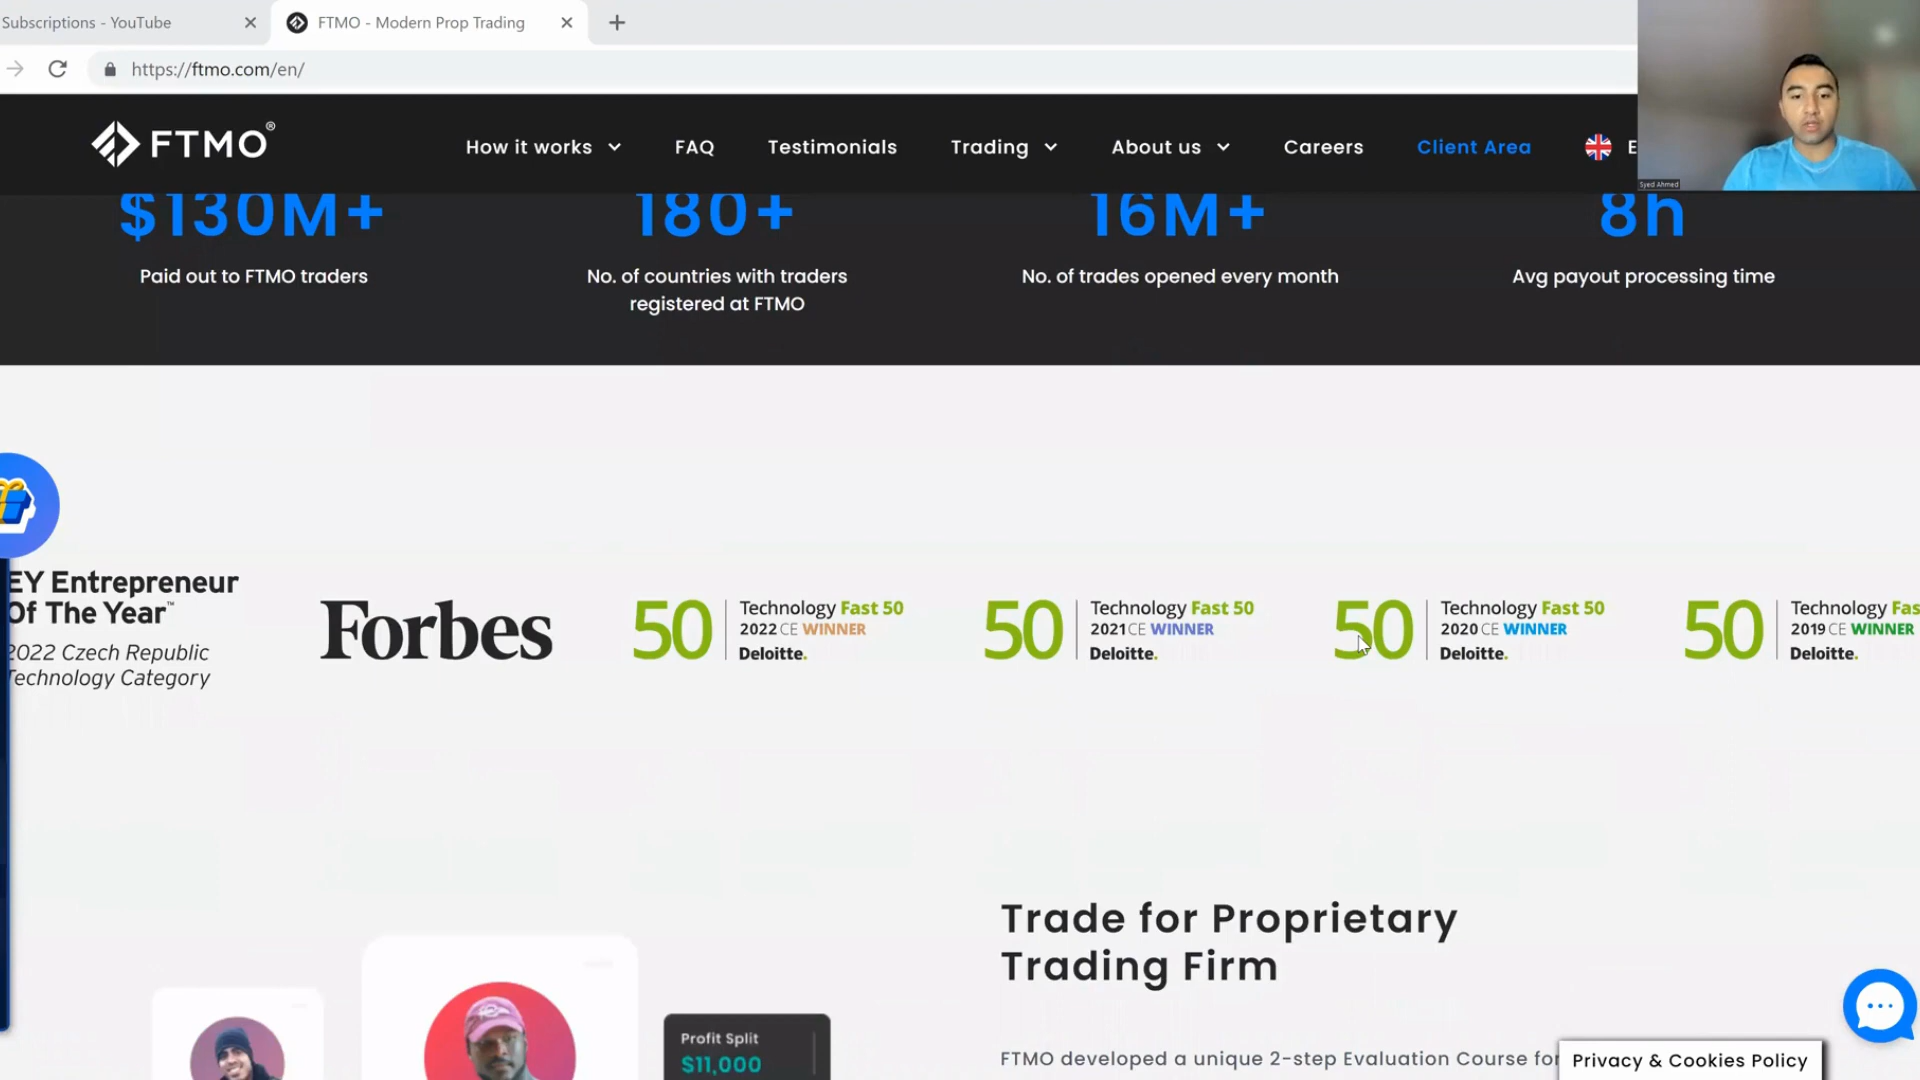 Subscriptions - YouTube
FTMO - Modern Prop Trading
https://ftmo.com/en/
FTMO®
How it works
FAQ
Testimonials
Trading
About us
Careers
Client Area
E
Syed Ahmed
$130M+
180+
16M+
8h
Paid out to FTMO traders
No. of countries with traders
registered at FTMO
No. of trades opened every month
Avg payout processing time
EY Entrepreneur
Of The Year™
2022 Czech Republic
Technology Category
Forbes
50
Technology Fast 50
2022 CE WINNER
Deloitte.
50
Technology Fast 50
2021 CE WINNER
Deloitte.
50
Technology Fast 50
2020 CE WINNER
Deloitte.
50
Technology Fas
2019 CE WINNER
Deloitte.
Trade for Proprietary
Trading Firm
Profit Split
$11,000
FTMO developed a unique 2-step Evaluation Course for
Privacy & Cookies Policy